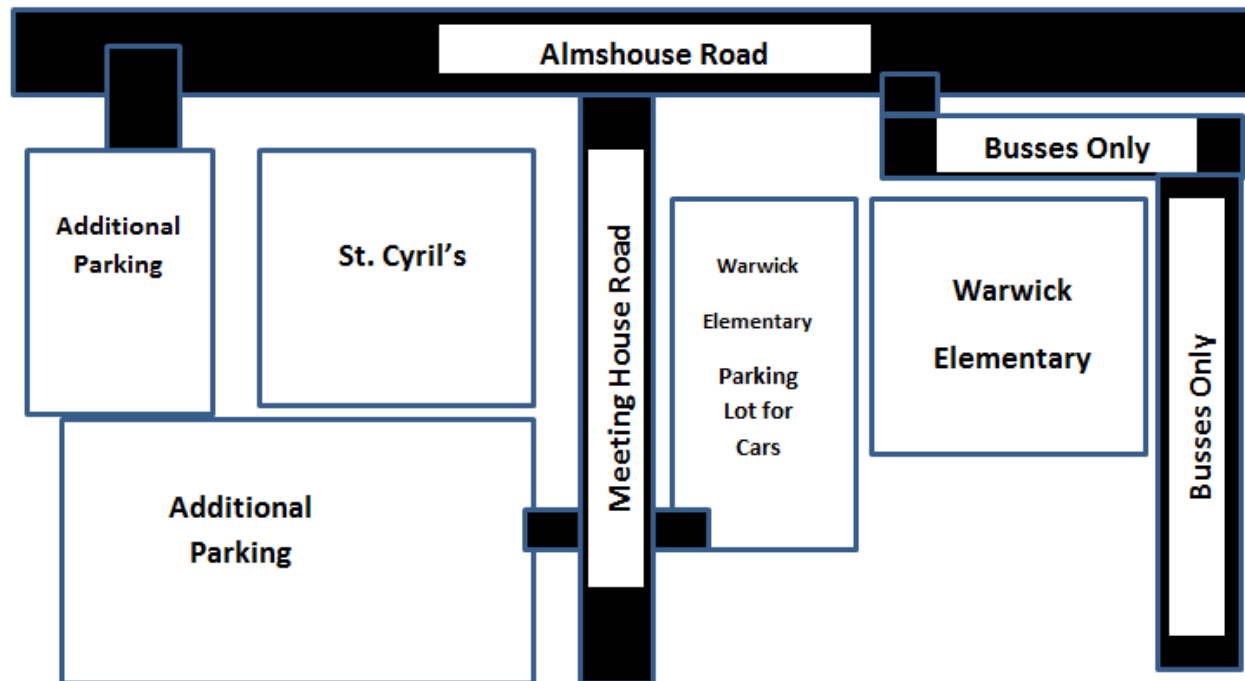 Almshouse Road
Busses Only
Additional
Parking
St. Cyril's
Meeting House Road
Warwick
Elementary
Parking
Lot for
Cars
Warwick
Elementary
Busses Only
Additional
Parking